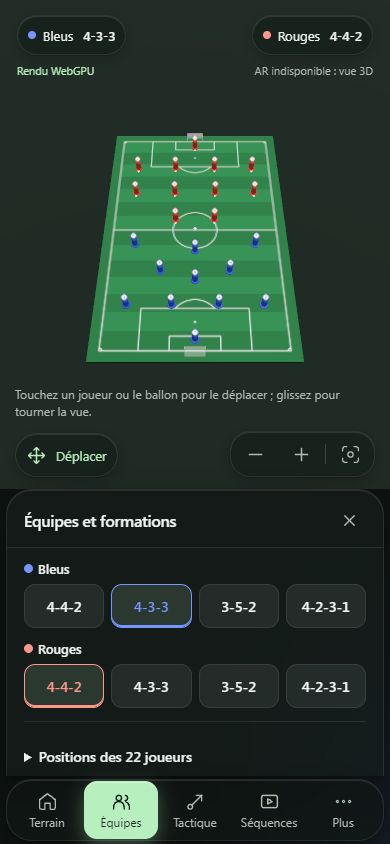 Bleus 4-3-3
Rouges 4-4-2
Rendu WebGPU
AR indisponible : vue 3D
Touchez un joueur ou le ballon pour le déplacer ; glissez pour
tourner la vue.
Déplacer
Équipes et formations
Bleus
4-4-2
4-3-3
3-5-2
4-2-3-1
Rouges
4-4-2
4-3-3
3-5-2
4-2-3-1
Positions des 22 joueurs
Terrain
Équipes
Tactique
Séquences
Plus